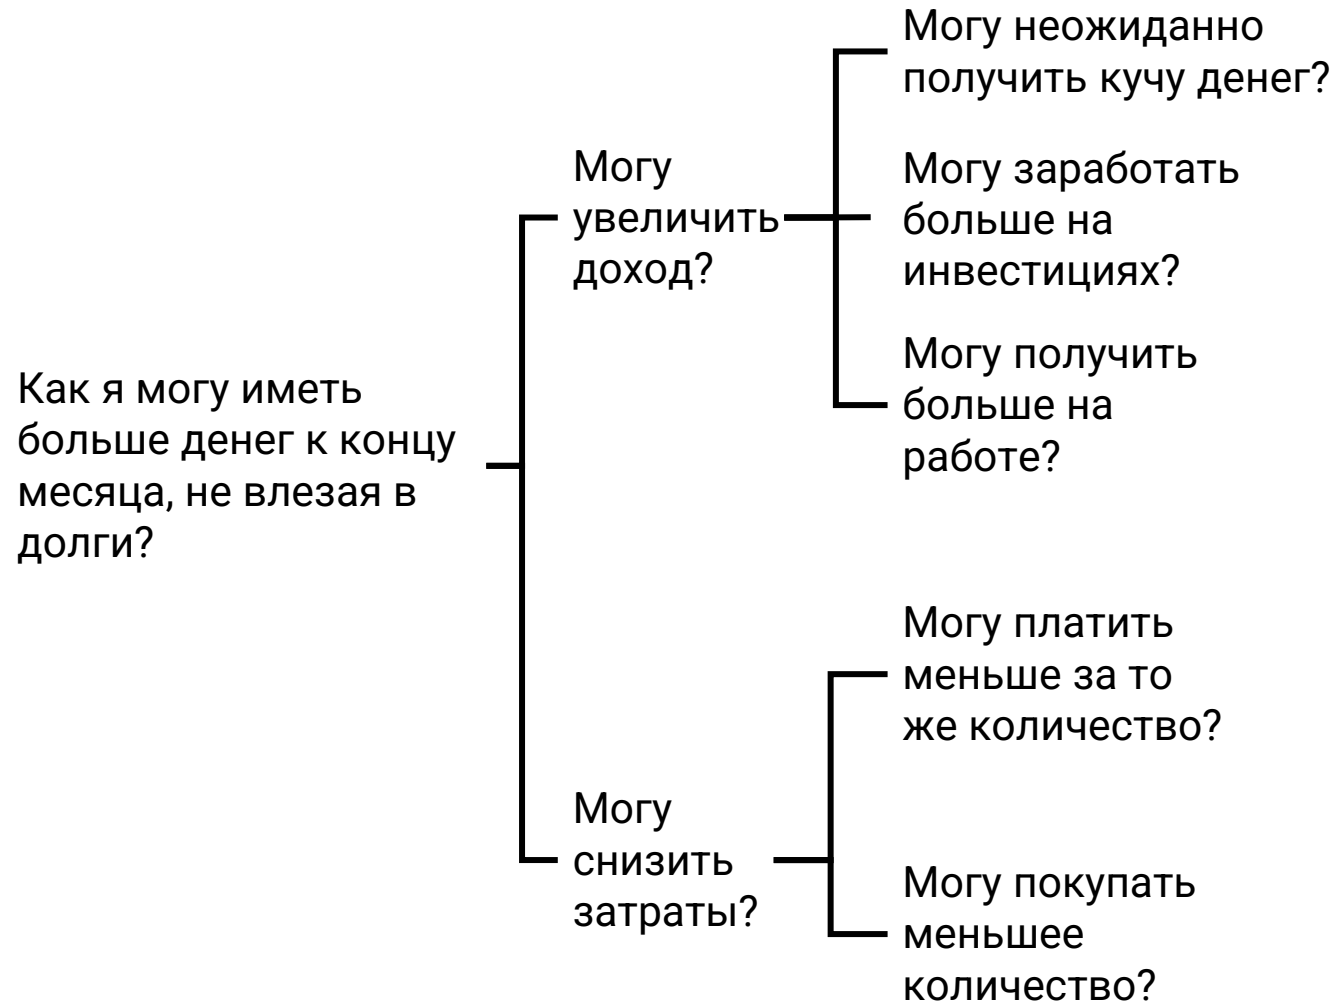 Как я могу иметь
больше денег к концу
месяца, не влезая в
долги?
Могу
увеличить
доход?
Могу неожиданно
получить кучу денег?
Могу заработать
больше на
инвестициях?
Могу получить
больше на
работе?
Могу
снизить
затраты?
Могу платить
меньше за то
же количество?
Могу покупать
меньшее
количество?